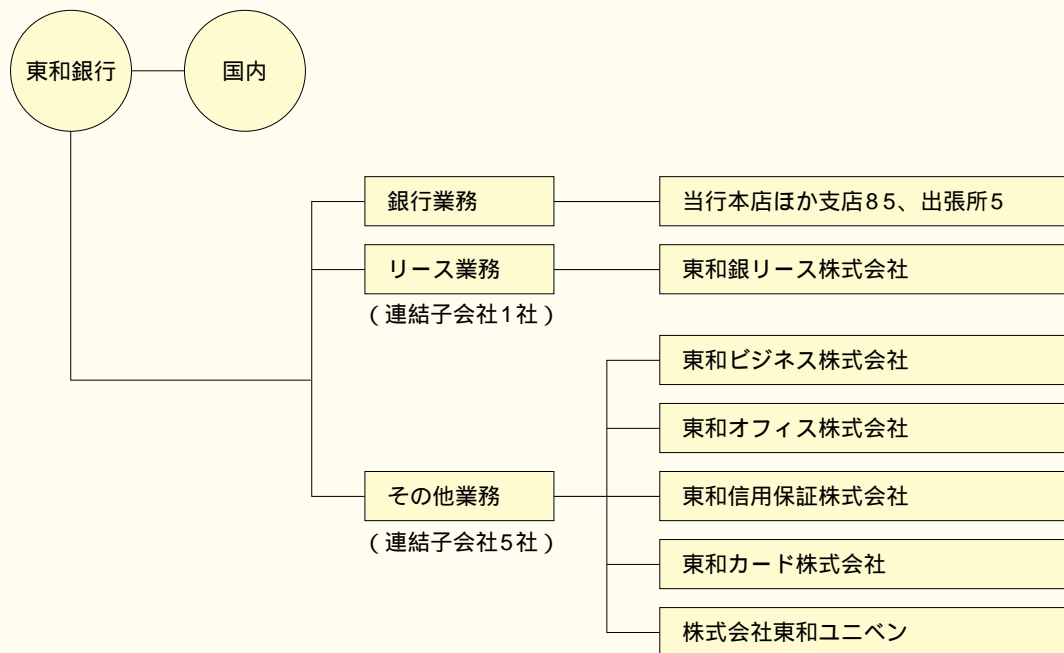 東和銀行
国内
銀行業務
当行本店ほか支店85、出張所5
リース業務
東和銀リース株式会社
(連結子会社1社)
東和ビジネス株式会社
東和オフィス株式会社
その他業務
東和信用保証株式会社
(連結子会社5社)
東和カード株式会社
株式会社東和ユニベン